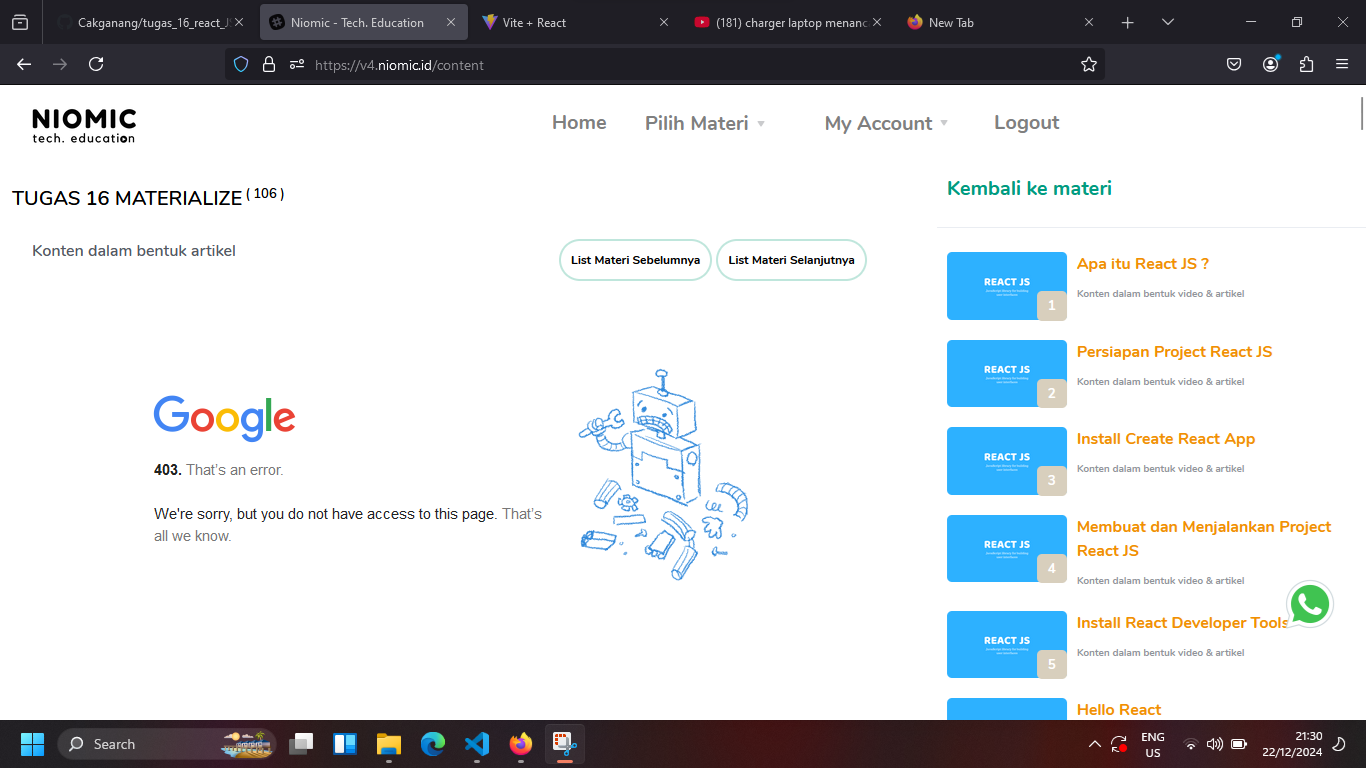 Cakganang/tugas_16_react_JS
Niomic - Tech. Education
Vite + React
(181) charger laptop menanc
New Tab
https://v4.niomic.id/content
NIOMIC
tech. education
Home
Pilih Materi
My Account
Logout
TUGAS 16 MATERIALIZE ( 106 )
Kembali ke materi
Konten dalam bentuk artikel
List Materi Sebelumnya
List Materi Selanjutnya
Google
403. That's an error.
We're sorry, but you do not have access to this page. That's
all we know.
REACT JS
1
Apa itu React JS ?
Konten dalam bentuk video & artikel
REACT JS
2
Persiapan Project React JS
Konten dalam bentuk video & artikel
REACT JS
3
Install Create React App
Konten dalam bentuk video & artikel
REACT JS
4
Membuat dan Menjalankan Project
React JS
Konten dalam bentuk video & artikel
REACT JS
5
Install React Developer Tools
Konten dalam bentuk video & artikel
Hello React
Search
ENG
US
21:30
22/12/2024